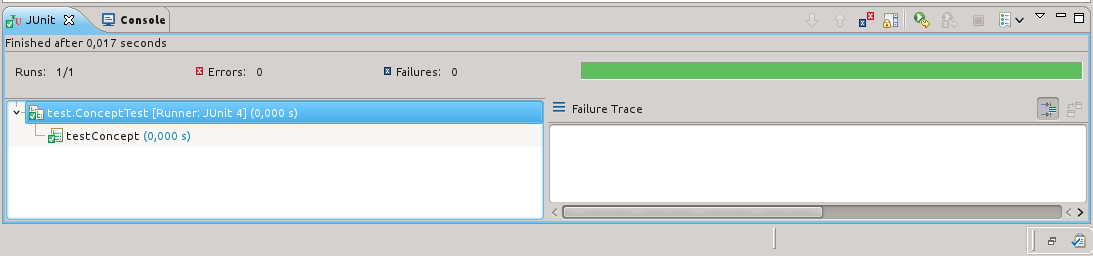 JUnit Console
Finished after 0,017 seconds
Runs: 1/1 Errors: 0 Failures: 0
test.ConceptTest [Runner: JUnit 4] (0,000 s)
Failure Trace
testConcept (0,000 s)